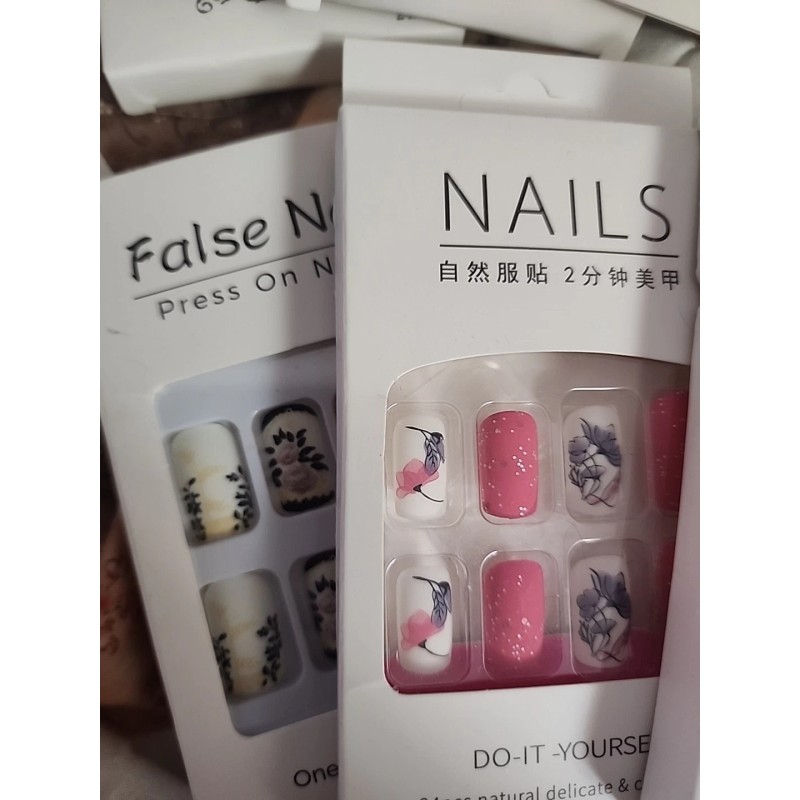 False
Press On
One
NAILS
自然服贴 2分钟美甲
DO-IT-YOURSE
natural delicate &